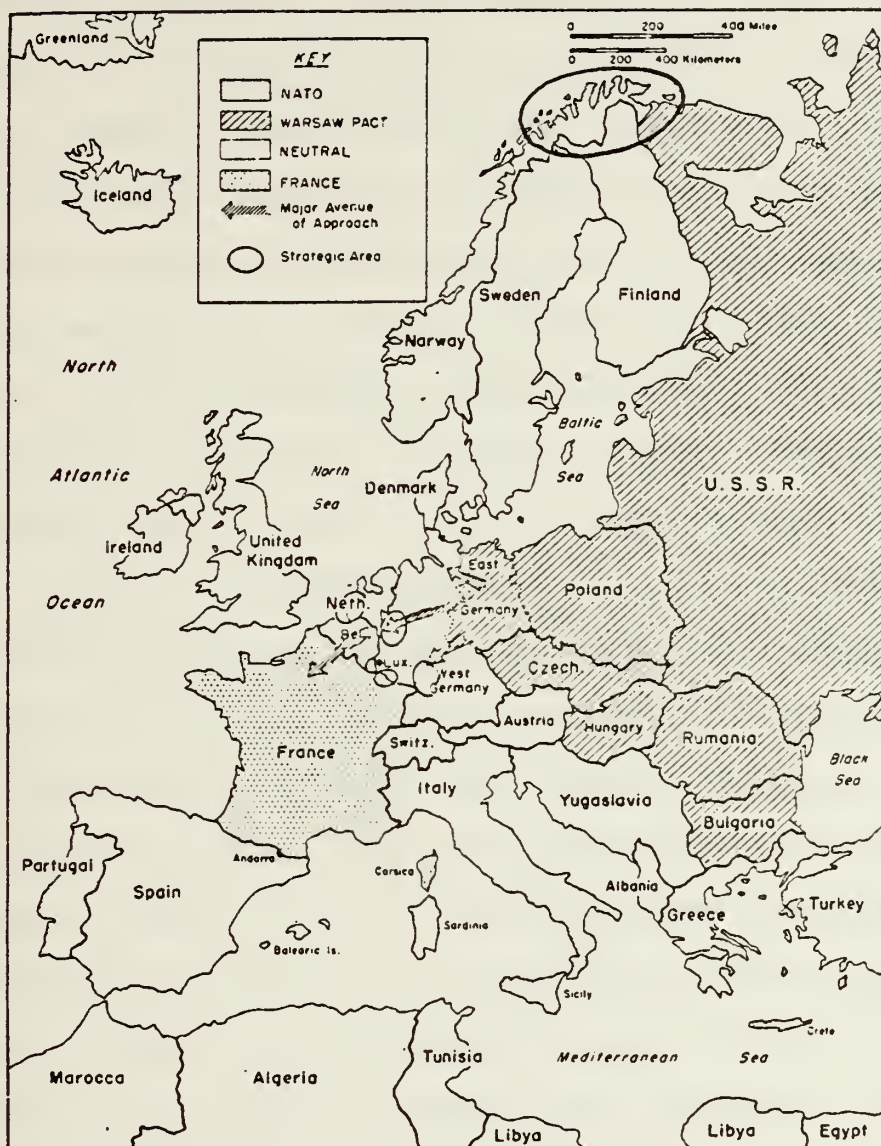 Greenland
KEY
NATO
WARSAW PACT
NEUTRAL
FRANCE
Major Avenue
of Approach
Strategic Area
0 200 400 Miles
0 200 400 Kilometers
Iceland
Sweden
Finland
Norway
North
Atlantic
Ocean
North
Sea
Baltic
Sea
Denmark
U.S.S.R.
Ireland
United
Kingdom
East
Germany
Poland
Neth.
Bel.
Lux.
West
Germany
Czech.
France
Switz.
Austria
Hungary
Rumania
Black
Sea
Italy
Yugaslavia
Bulgaria
Andorra
Partugal
Spain
Corsica
Albania
Greece
Turkey
Balearic Is.
Sardinia
Sicily
Crete
Mediterranean Sea
Marocca
Algeria
Tunisia
Libya
Libya
Egypt